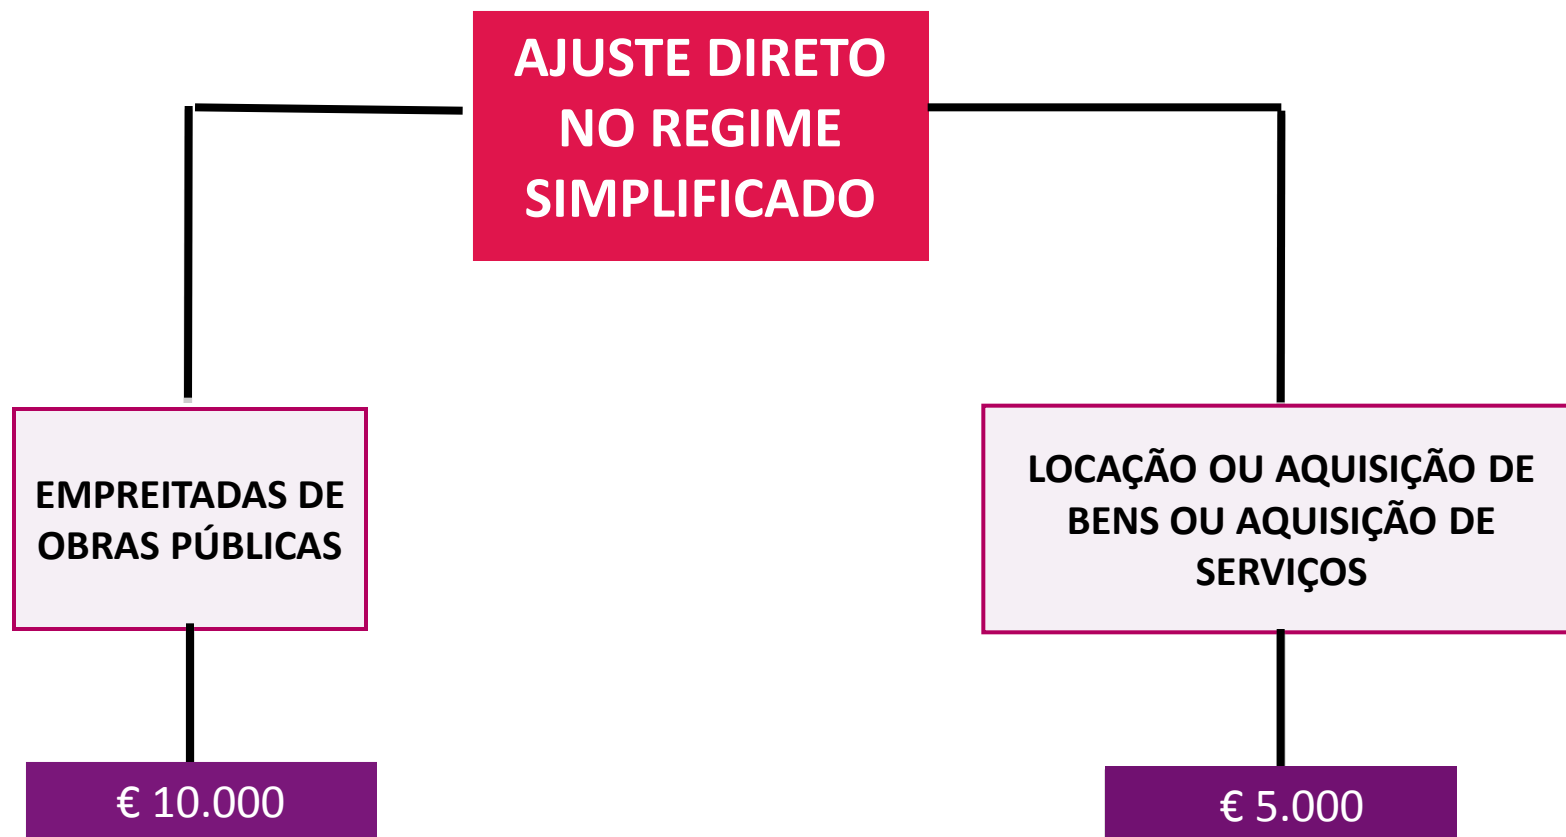 AJUSTE DIRETO
NO REGIME
SIMPLIFICADO
EMPREITADAS DE
OBRAS PÚBLICAS
LOCAÇÃO OU AQUISIÇÃO DE
BENS OU AQUISIÇÃO DE
SERVIÇOS
€ 10.000
€ 5.000